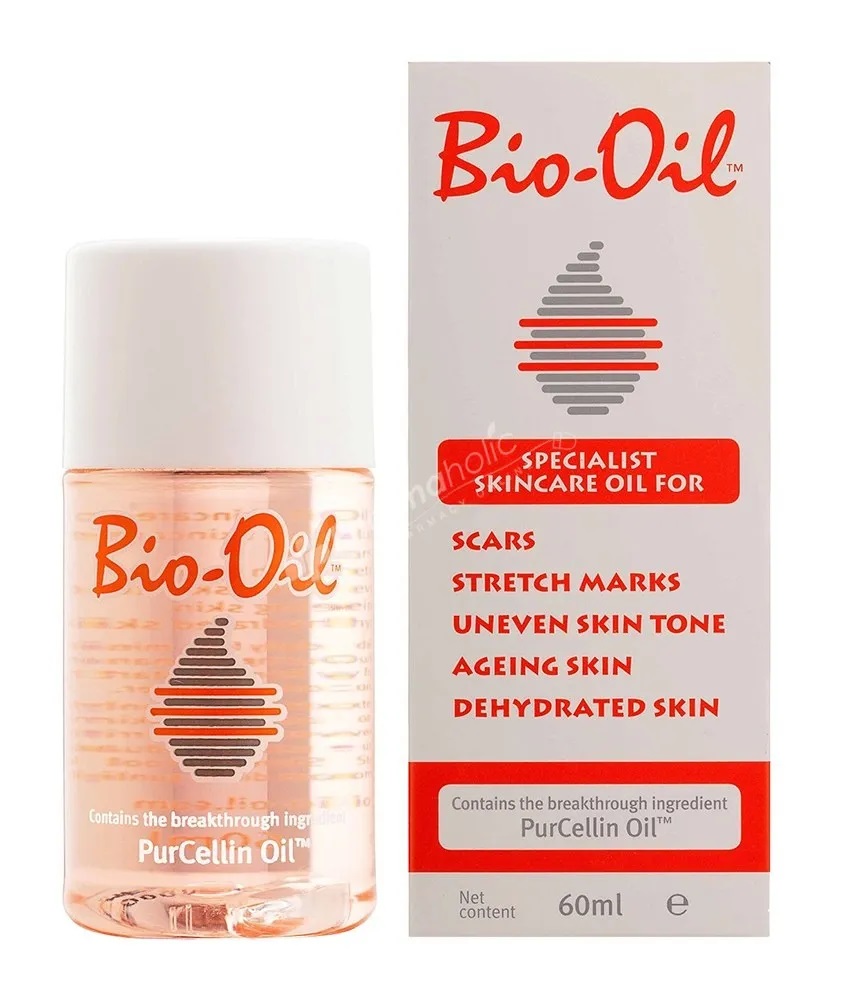 Bio-Oil™
Contains the breakthrough ingredient
PurCellin Oil™
Bio-Oil™
SPECIALIST
SKINCARE OIL FOR
SCARS
STRETCH MARKS
UNEVEN SKIN TONE
AGEING SKIN
DEHYDRATED SKIN
Contains the breakthrough ingredient
PurCellin Oil™
Net
content
60ml
e